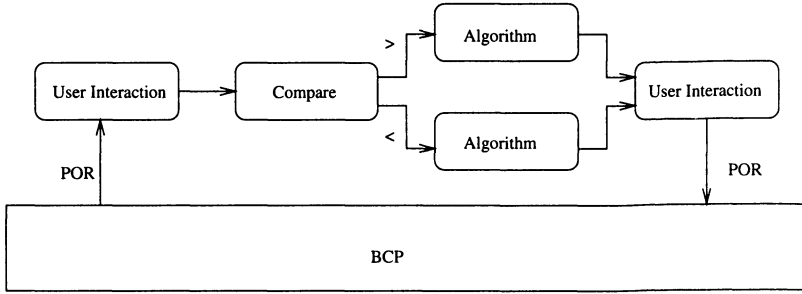 >
Algorithm
User Interaction
Compare
User Interaction
<
Algorithm
POR
POR
BCP